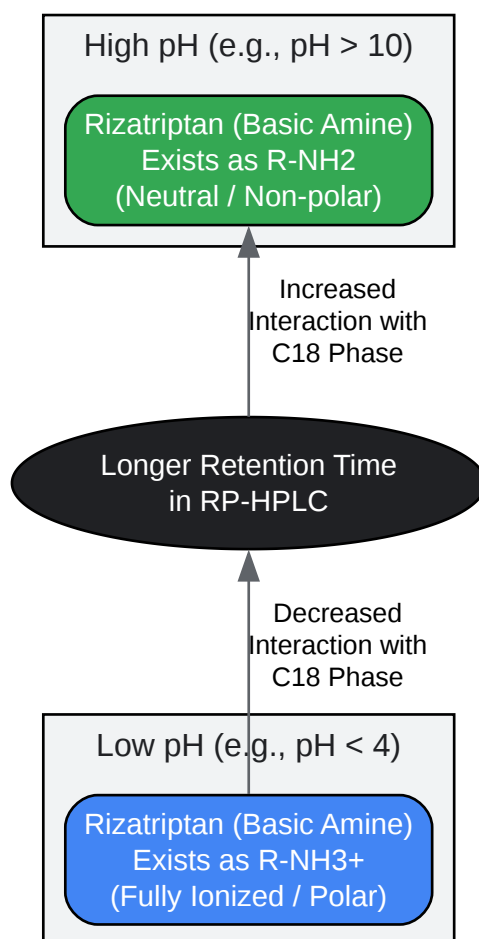 High pH (e.g., pH > 10)
Rizatriptan (Basic Amine)
Exists as R-NH2
(Neutral / Non-polar)
Increased
Interaction with
C18 Phase
Longer Retention Time
in RP-HPLC
Decreased
Interaction with
C18 Phase
Low pH (e.g., pH < 4)
Rizatriptan (Basic Amine)
Exists as R-NH3+
(Fully Ionized / Polar)